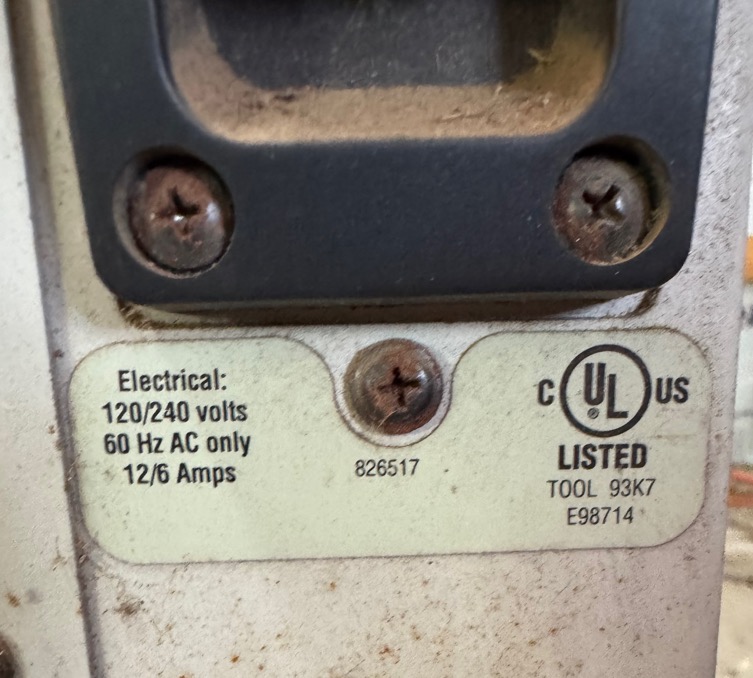 Electrical:
120/240 volts
60 Hz AC only
12/6 Amps
826517
C UL® US
LISTED
TOOL 93K7
E98714